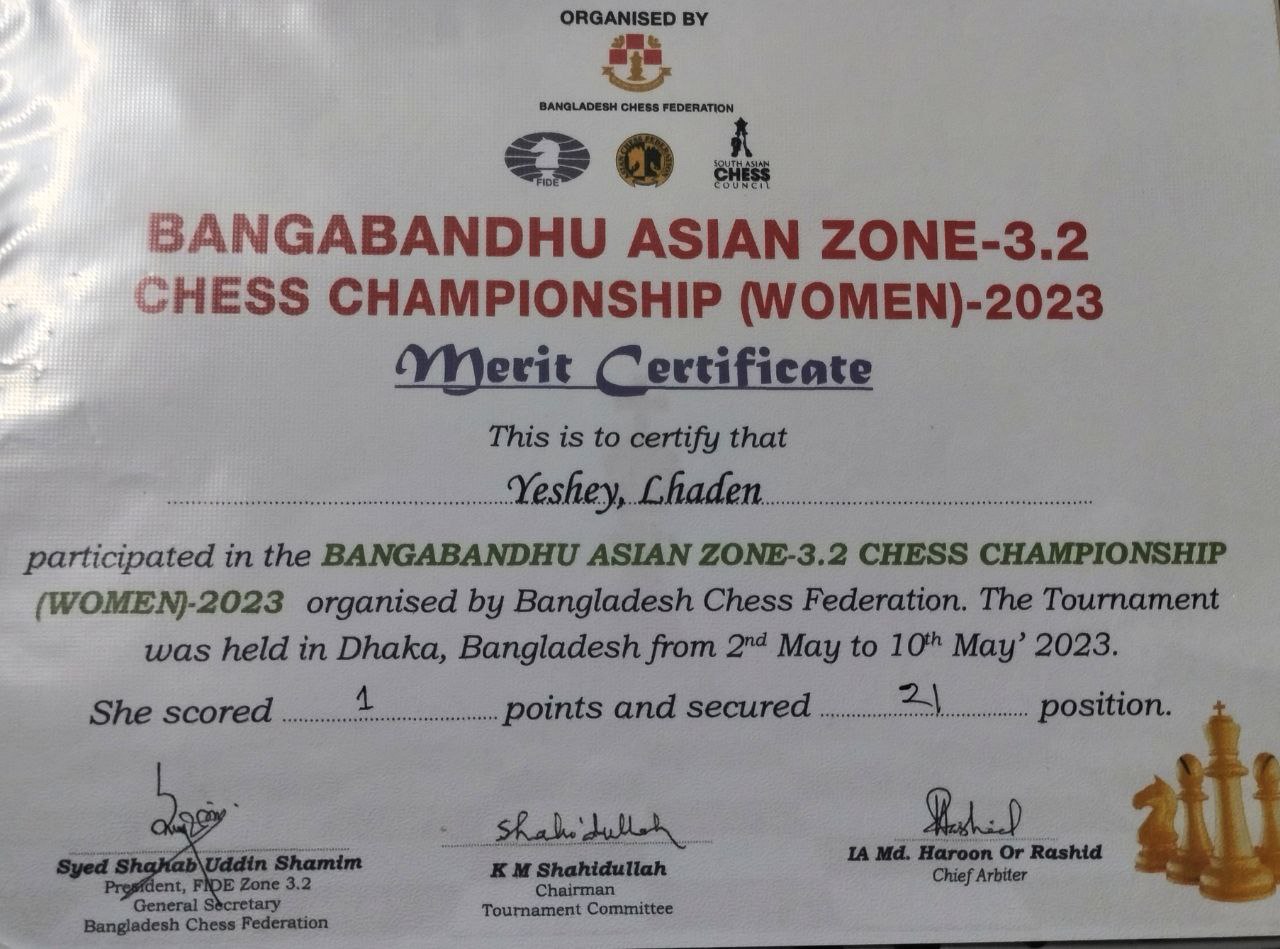 ORGANISED BY
BANGLADESH CHESS FEDERATION
FIDE
ASIAN CHESS FEDERATION
SOUTH ASIAN
CHESS
COUNCIL
BANGABANDHU ASIAN ZONE-3.2
CHESS CHAMPIONSHIP (WOMEN)-2023
Merit Certificate
This is to certify that
Yeshey, Lhaden
participated in the BANGABANDHU ASIAN ZONE-3.2 CHESS CHAMPIONSHIP
(WOMEN)-2023 organised by Bangladesh Chess Federation. The Tournament
was held in Dhaka, Bangladesh from 2nd May to 10th May' 2023.
She scored 1 points and secured 21 position.
Shahidullah
Rashid
Syed Shahab Uddin Shamim
President, FIDE Zone 3.2
General Secretary
Bangladesh Chess Federation
K M Shahidullah
Chairman
Tournament Committee
IA Md. Haroon Or Rashid
Chief Arbiter